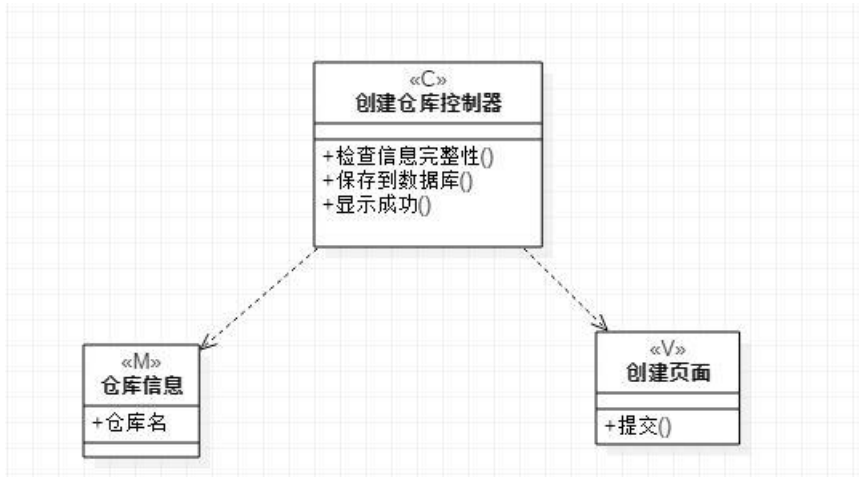 «C»
创建仓库控制器
+检查信息完整性()
+保存到数据库()
+显示成功()
«M»
仓库信息
+仓库名
«V»
创建页面
+提交()